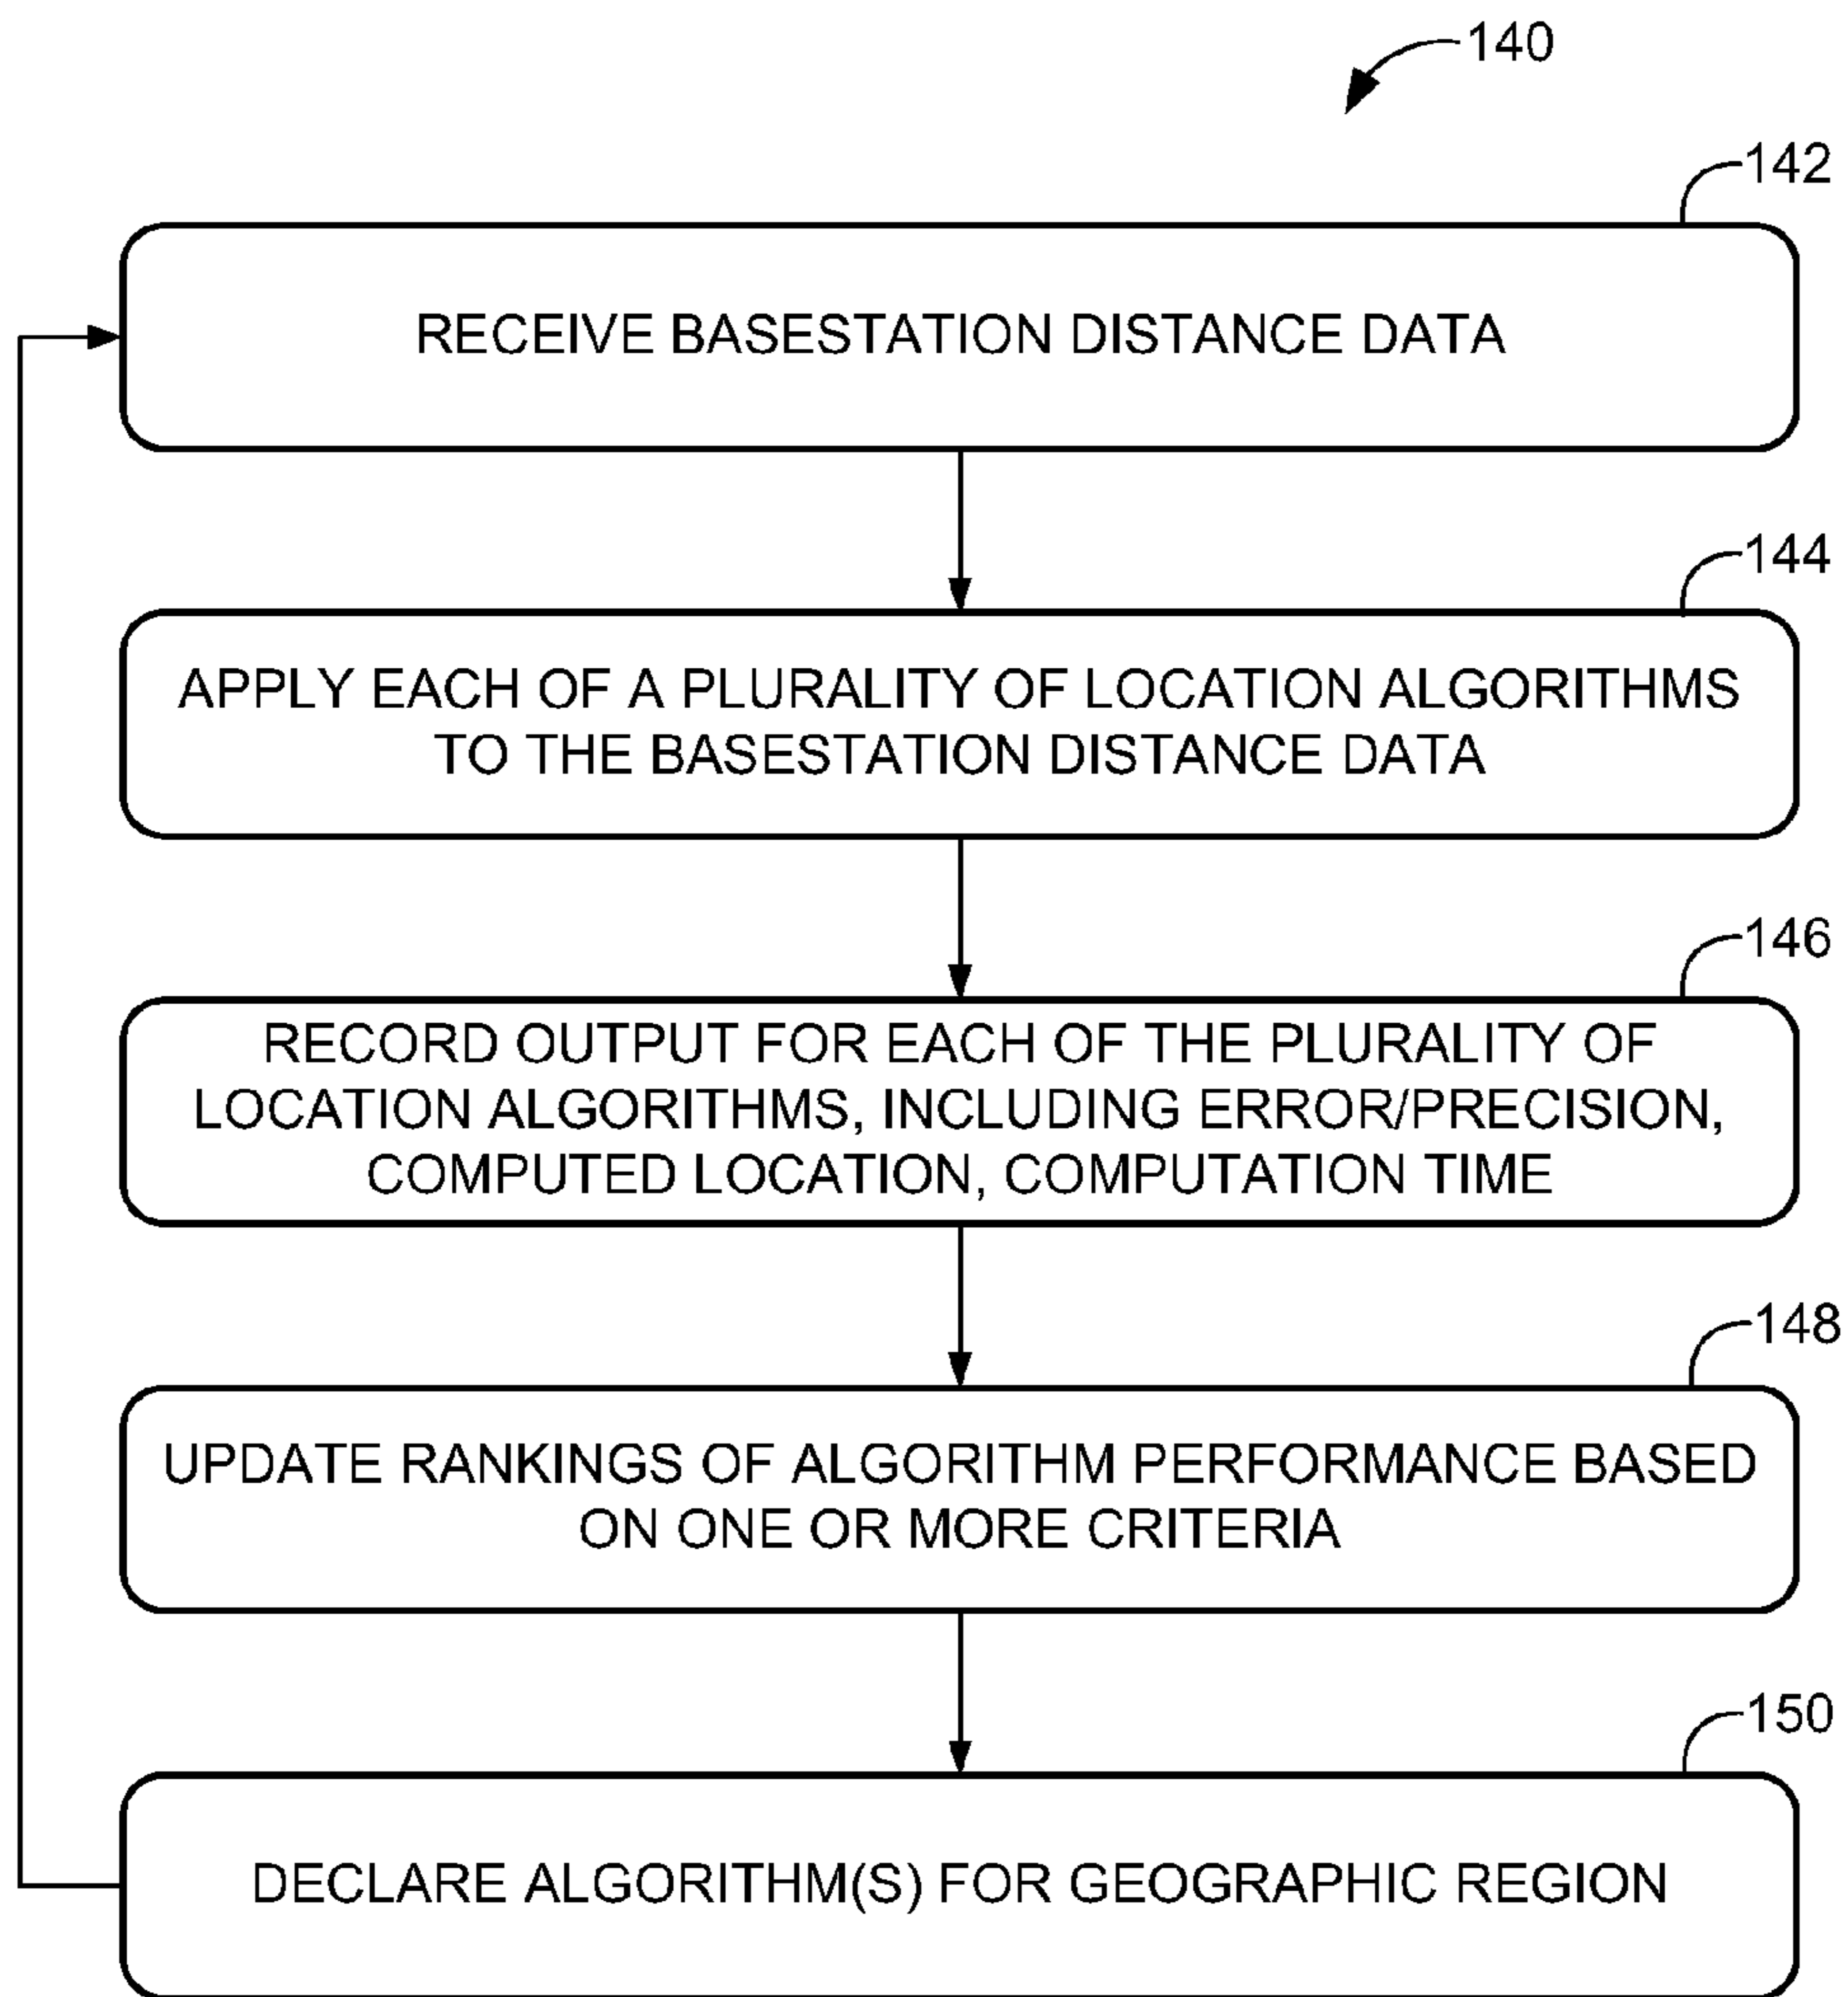 140
142
RECEIVE BASESTATION DISTANCE DATA
144
APPLY EACH OF A PLURALITY OF LOCATION ALGORITHMS
TO THE BASESTATION DISTANCE DATA
146
RECORD OUTPUT FOR EACH OF THE PLURALITY OF
LOCATION ALGORITHMS, INCLUDING ERROR/PRECISION,
COMPUTED LOCATION, COMPUTATION TIME
148
UPDATE RANKINGS OF ALGORITHM PERFORMANCE BASED
ON ONE OR MORE CRITERIA
150
DECLARE ALGORITHM(S) FOR GEOGRAPHIC REGION